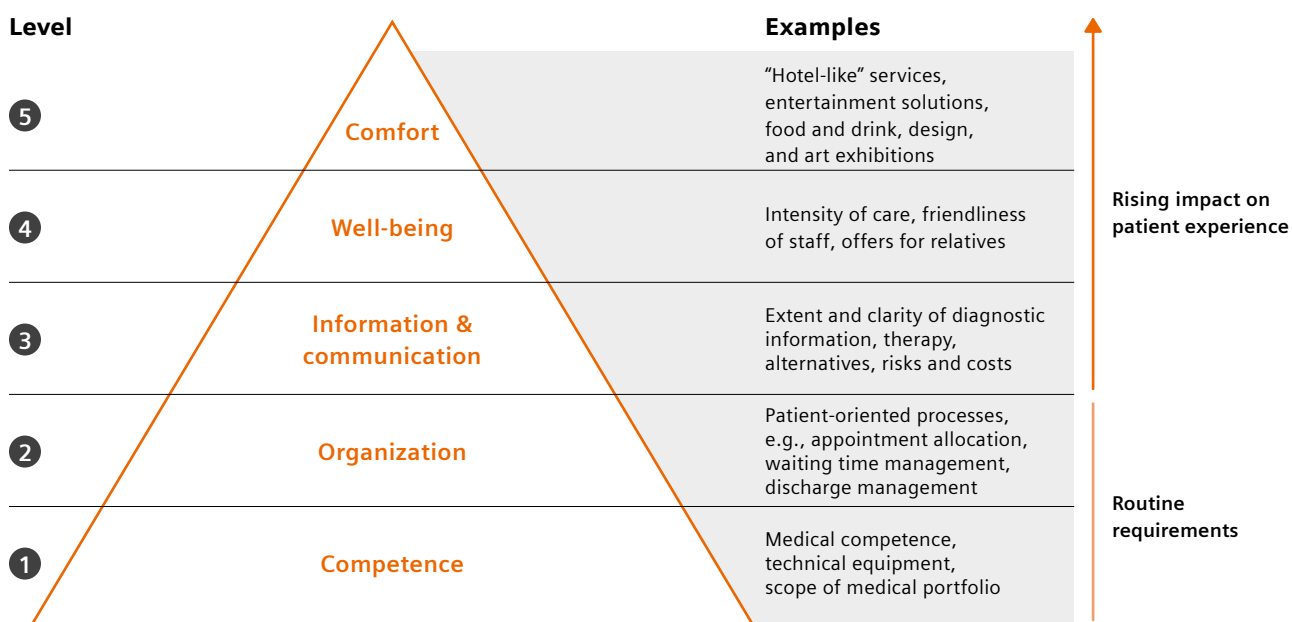 Level
Examples
5
Comfort
“Hotel-like” services,
entertainment solutions,
food and drink, design,
and art exhibitions
4
Well-being
Intensity of care, friendliness
of staff, offers for relatives
Rising impact on
patient experience
3
Information &
communication
Extent and clarity of diagnostic
information, therapy,
alternatives, risks and costs
2
Organization
Patient-oriented processes,
e.g., appointment allocation,
waiting time management,
discharge management
Routine
requirements
1
Competence
Medical competence,
technical equipment,
scope of medical portfolio